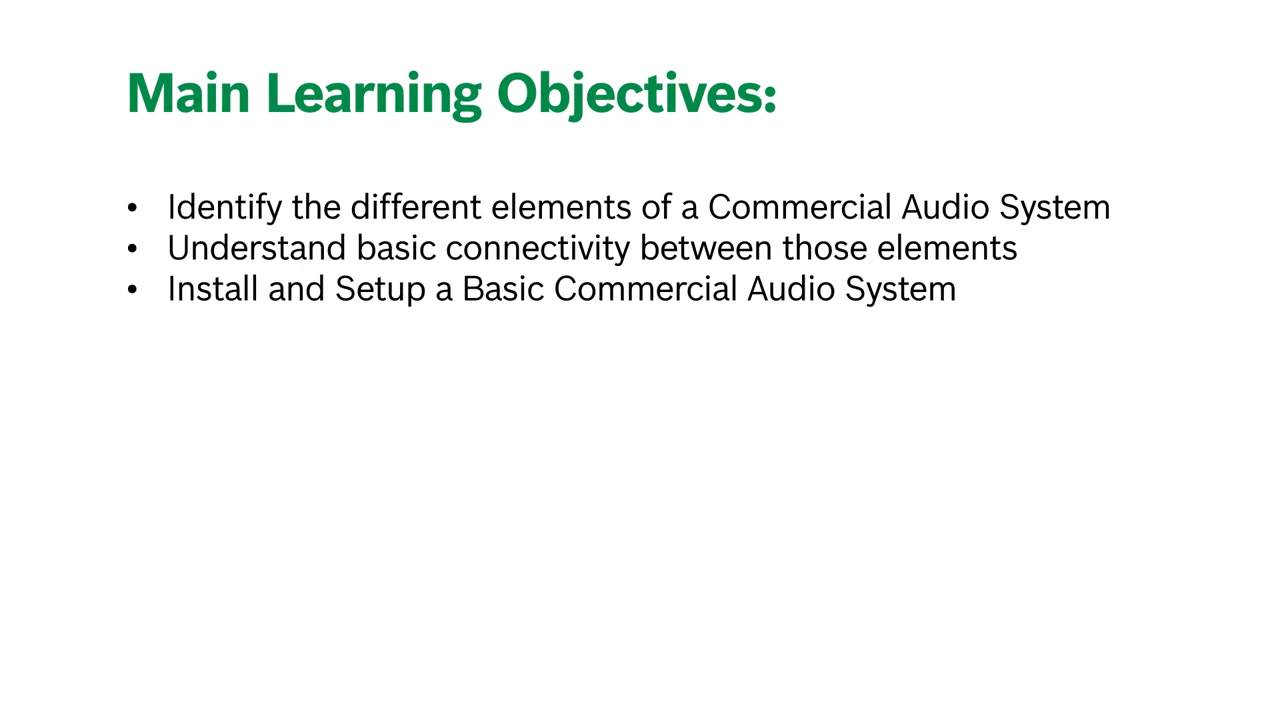 Main Learning Objectives:
• Identify the different elements of a Commercial Audio System
• Understand basic connectivity between those elements
• Install and Setup a Basic Commercial Audio System